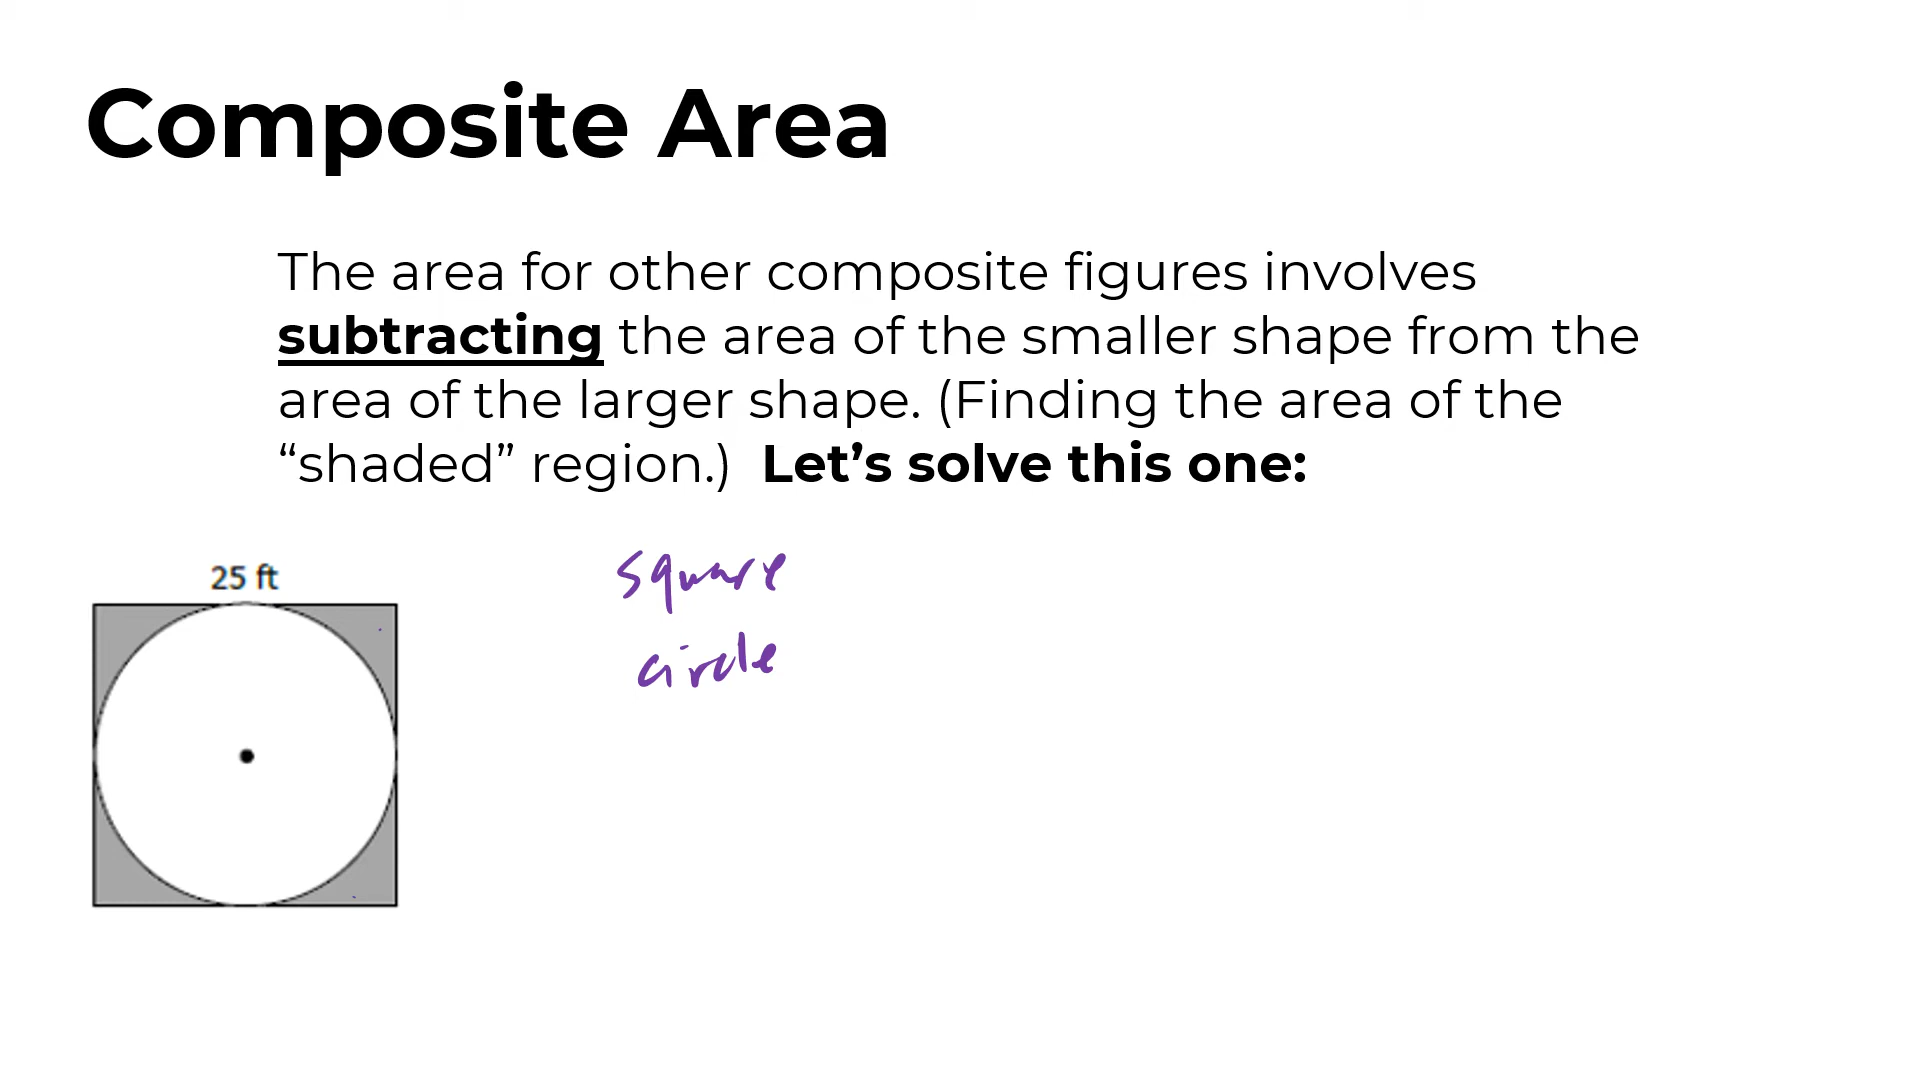 Composite Area
The area for other composite figures involves
subtracting the area of the smaller shape from the
area of the larger shape. (Finding the area of the
“shaded” region.) Let’s solve this one:
25 ft
square
circle